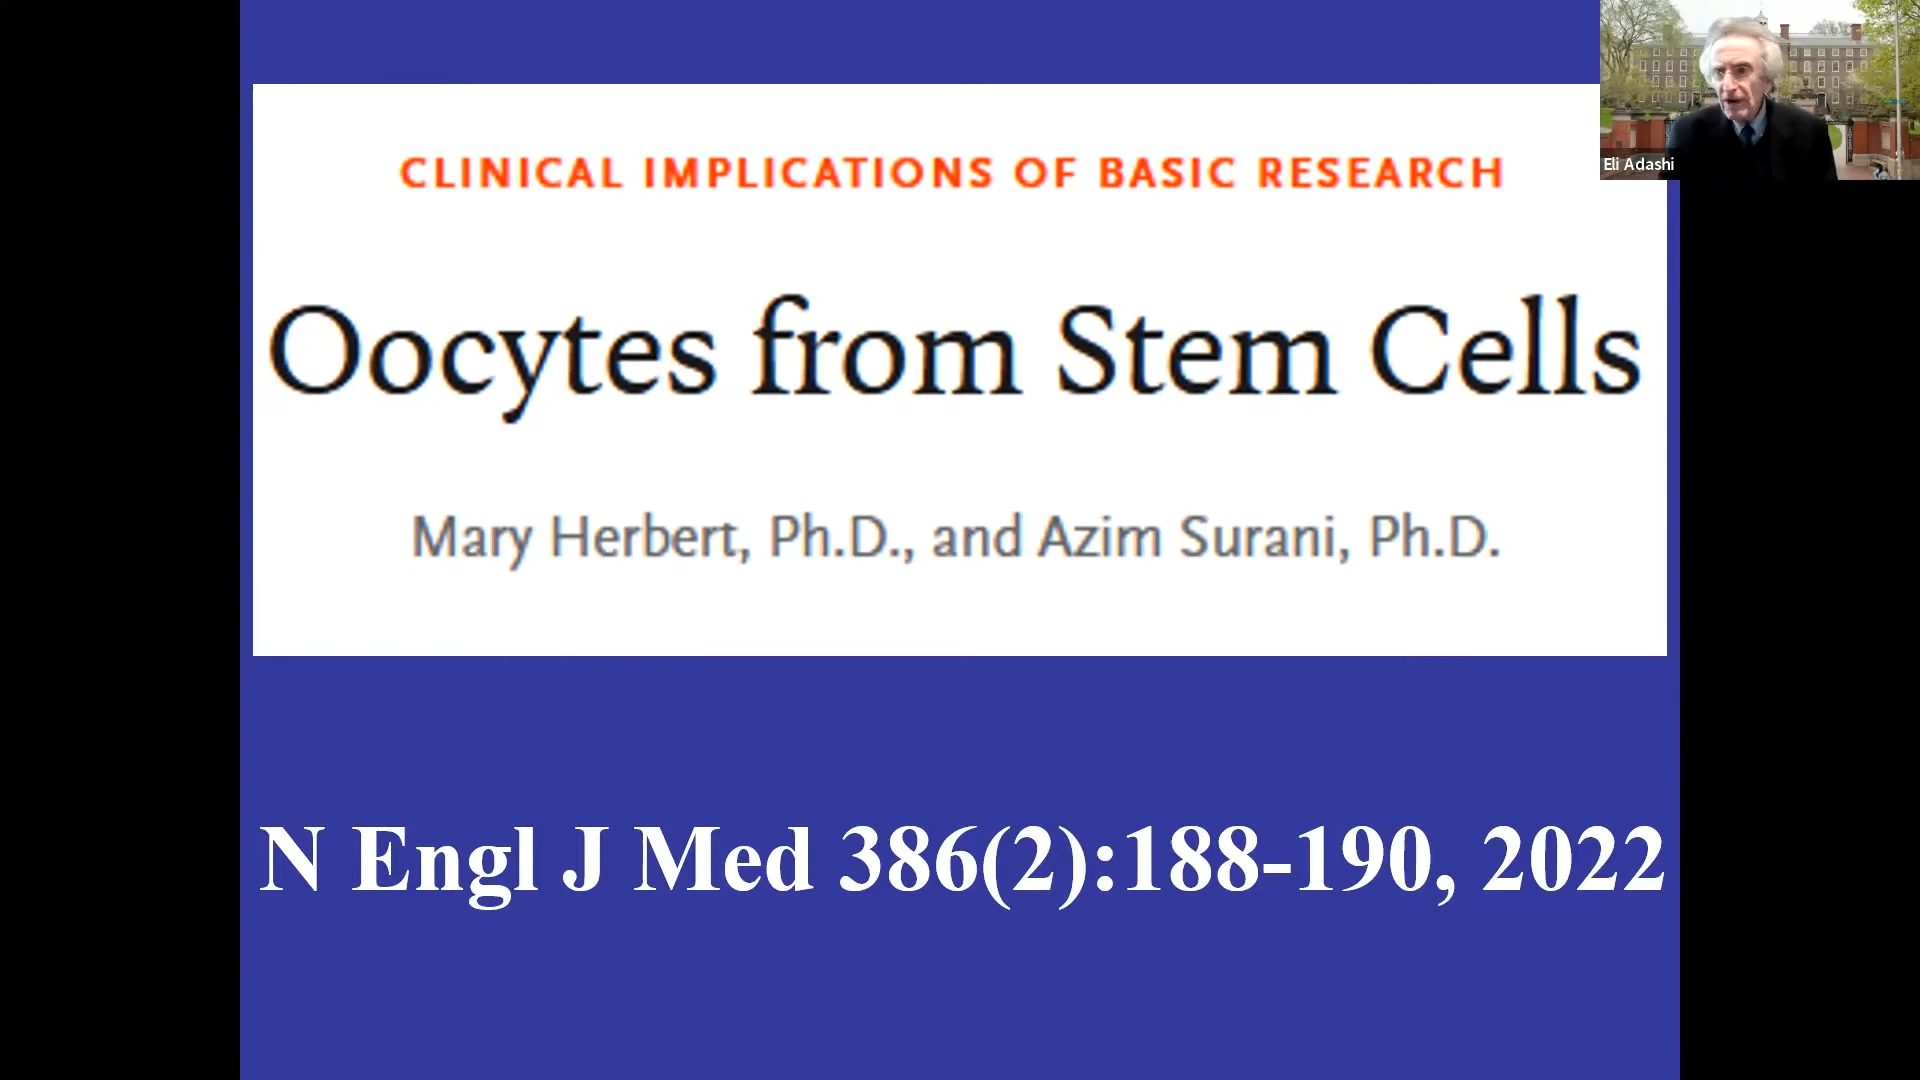 CLINICAL IMPLICATIONS OF BASIC RESEARCH
Oocytes from Stem Cells
Mary Herbert, Ph.D., and Azim Surani, Ph.D.
N Engl J Med 386(2):188-190, 2022
Eli Adashi